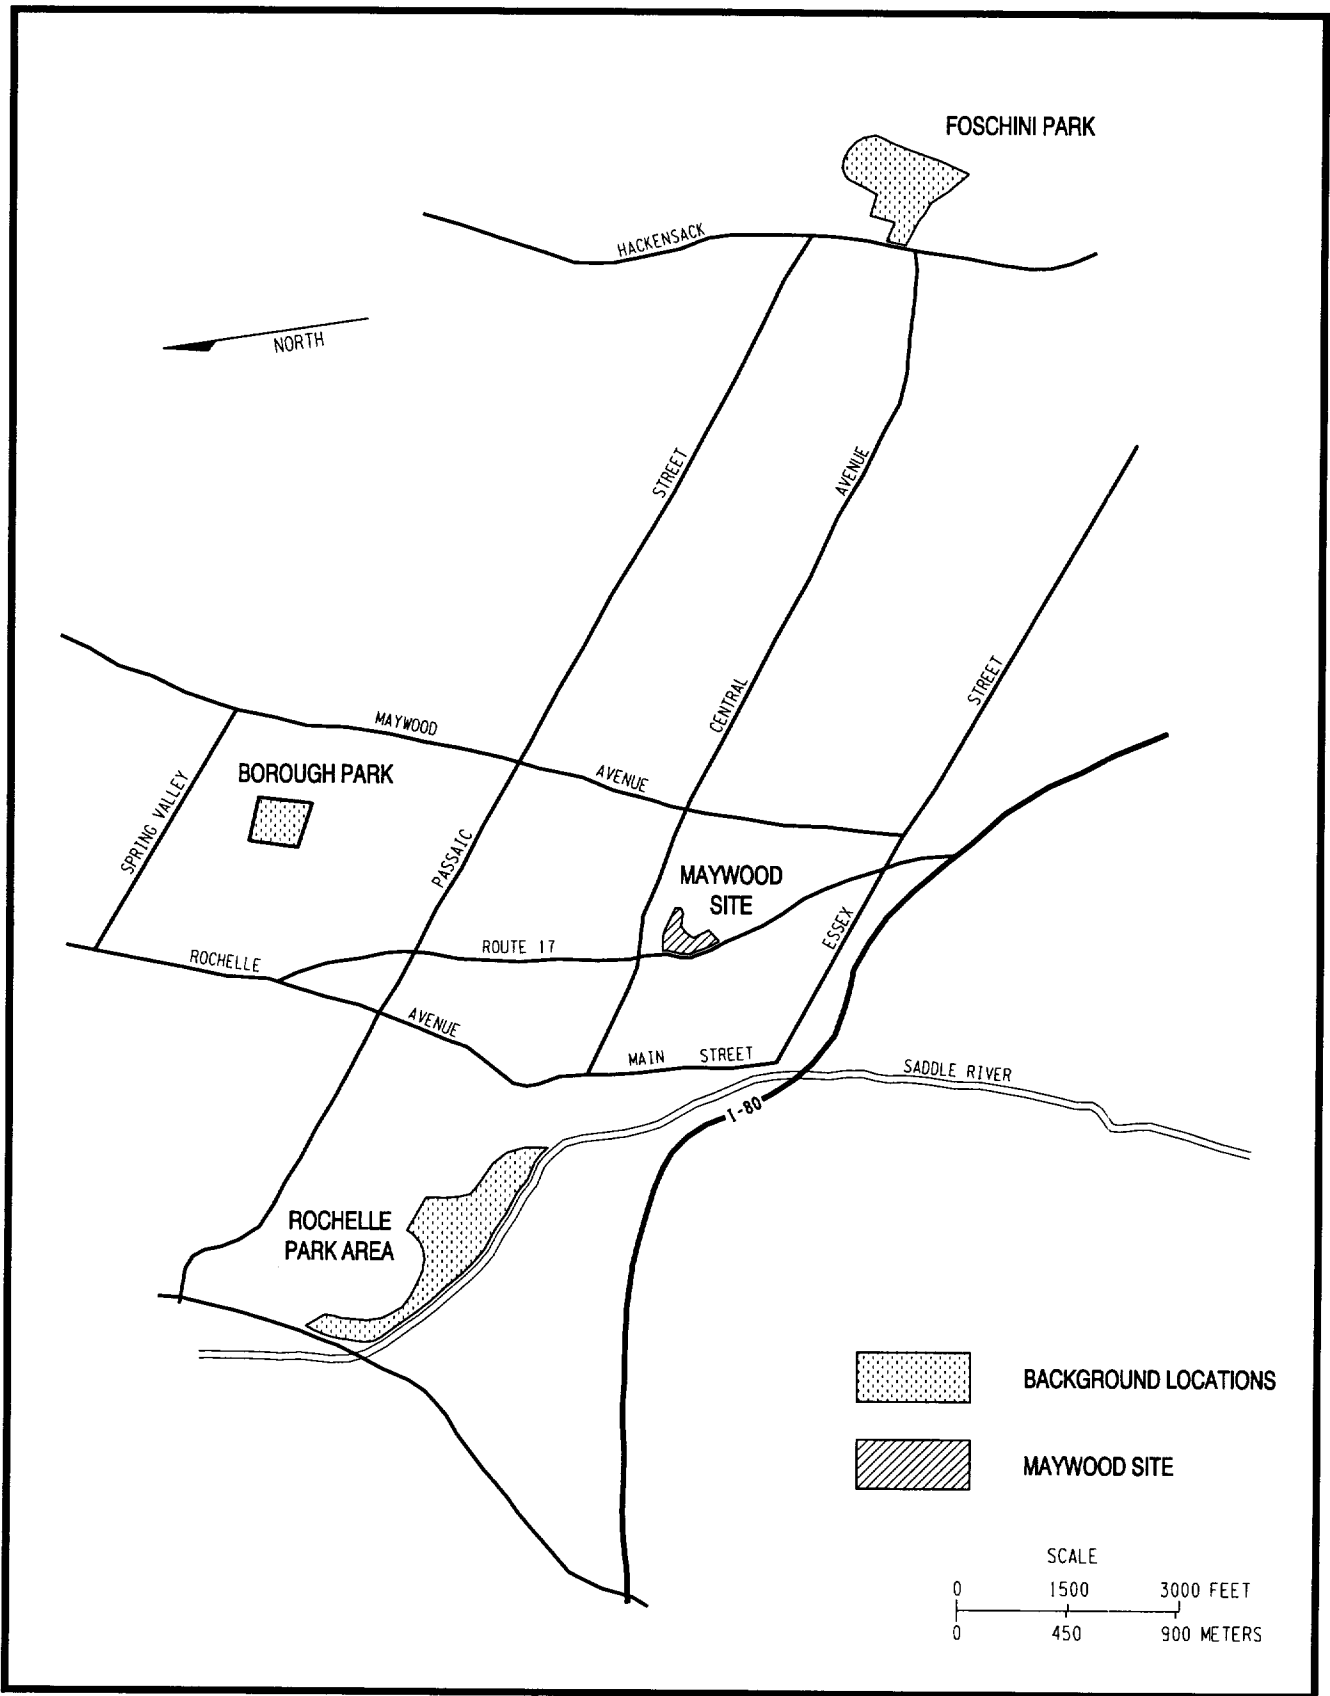 FOSCHINI PARK
HACKENSACK
NORTH
STREET
AVENUE
STREET
CENTRAL
MAYWOOD
AVENUE
BOROUGH PARK
SPRING VALLEY
PASSAIC
MAYWOOD
SITE
ESSEX
ROUTE 17
ROCHELLE
AVENUE
MAIN STREET
SADDLE RIVER
I-80
ROCHELLE
PARK AREA
BACKGROUND LOCATIONS
MAYWOOD SITE
SCALE
0 1500 3000 FEET
0 450 900 METERS